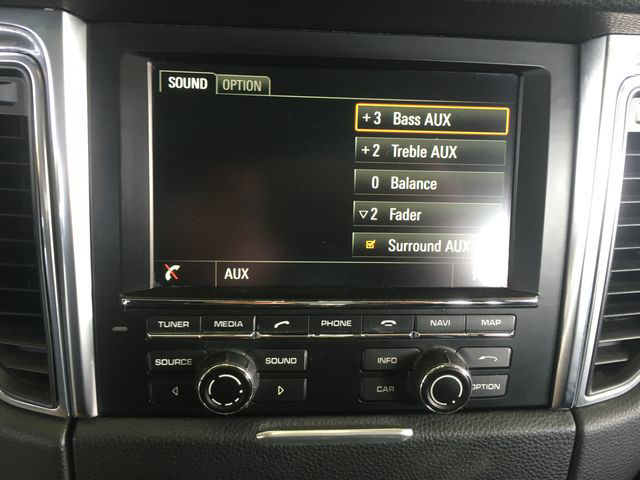 SOUND OPTION
+3 Bass AUX
+2 Treble AUX
0 Balance
▽2 Fader
Surround AUX
AUX
TUNER MEDIA PHONE NAVI MAP
SOURCE SOUND INFO
CAR OPTION